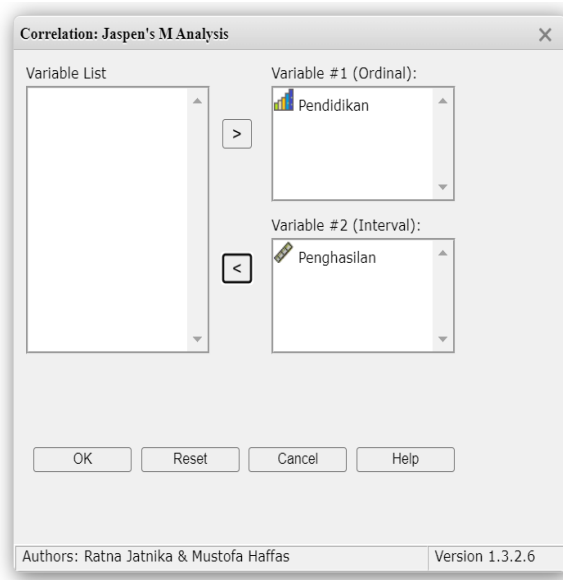 Correlation: Jaspen's M Analysis
Variable List
Variable #1 (Ordinal):
Pendidikan
>
Variable #2 (Interval):
Penghasilan
<
OK Reset Cancel Help
Authors: Ratna Jatnika & Mustofa Haffas Version 1.3.2.6